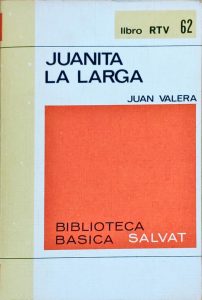 libro RTV 62
JUANITA
LA LARGA
JUAN VALERA
BIBLIOTECA
BASICA SALVAT